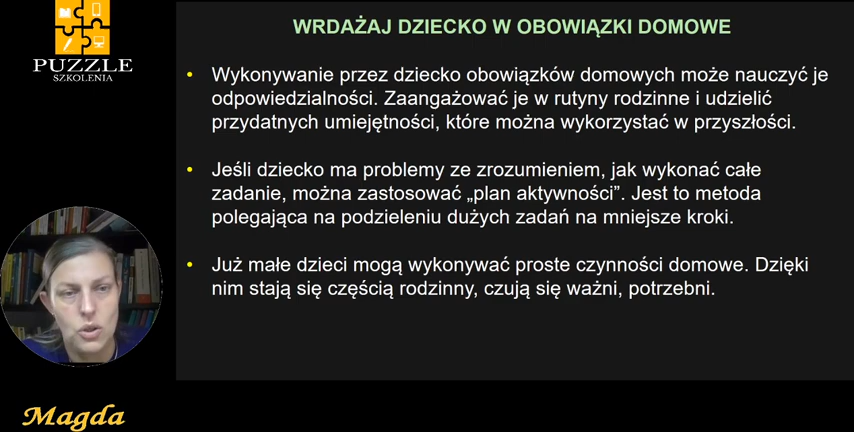 PUZZLE
SZKOLENIA
WRDAŻAJ DZIECKO W OBOWIĄZKI DOMOWE
• Wykonywanie przez dziecko obowiązków domowych może nauczyć je
odpowiedzialności. Zaangażować je w rutyny rodzinne i udzielić
przydatnych umiejętności, które można wykorzystać w przyszłości.
• Jeśli dziecko ma problemy ze zrozumieniem, jak wykonać całe
zadanie, można zastosować „plan aktywności”. Jest to metoda
polegająca na podzieleniu dużych zadań na mniejsze kroki.
• Już małe dzieci mogą wykonywać proste czynności domowe. Dzięki
nim stają się częścią rodzinny, czują się ważni, potrzebni.
Magda